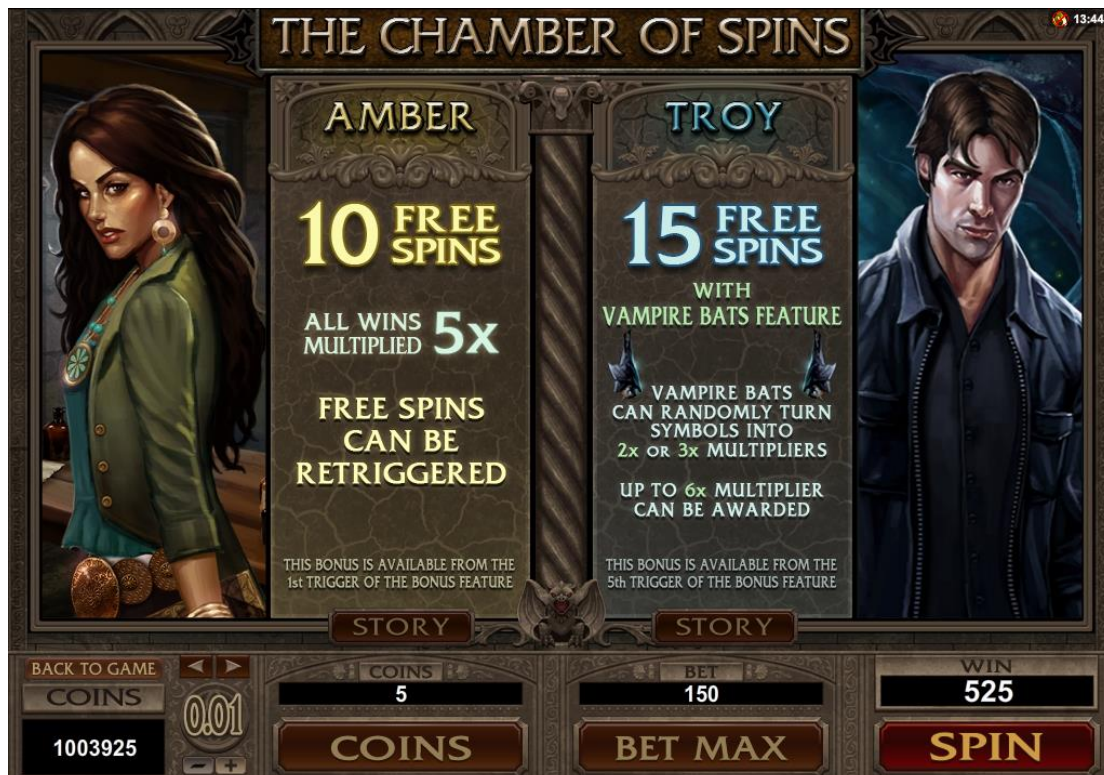 THE CHAMBER OF SPINS
13:44
AMBER
10 FREE SPINS
ALL WINS
MULTIPLIED 5x
FREE SPINS
CAN BE
RETRIGGERED
THIS BONUS IS AVAILABLE FROM THE
1st TRIGGER OF THE BONUS FEATURE
STORY
TROY
15 FREE SPINS
WITH
VAMPIRE BATS FEATURE
VAMPIRE BATS
CAN RANDOMLY TURN
SYMBOLS INTO
2x OR 3x MULTIPLIERS
UP TO 6x MULTIPLIER
CAN BE AWARDED
THIS BONUS IS AVAILABLE FROM THE
5th TRIGGER OF THE BONUS FEATURE
STORY
BACK TO GAME
COINS
1003925
0.01
COINS
5
COINS
BET
150
BET MAX
WIN
525
SPIN